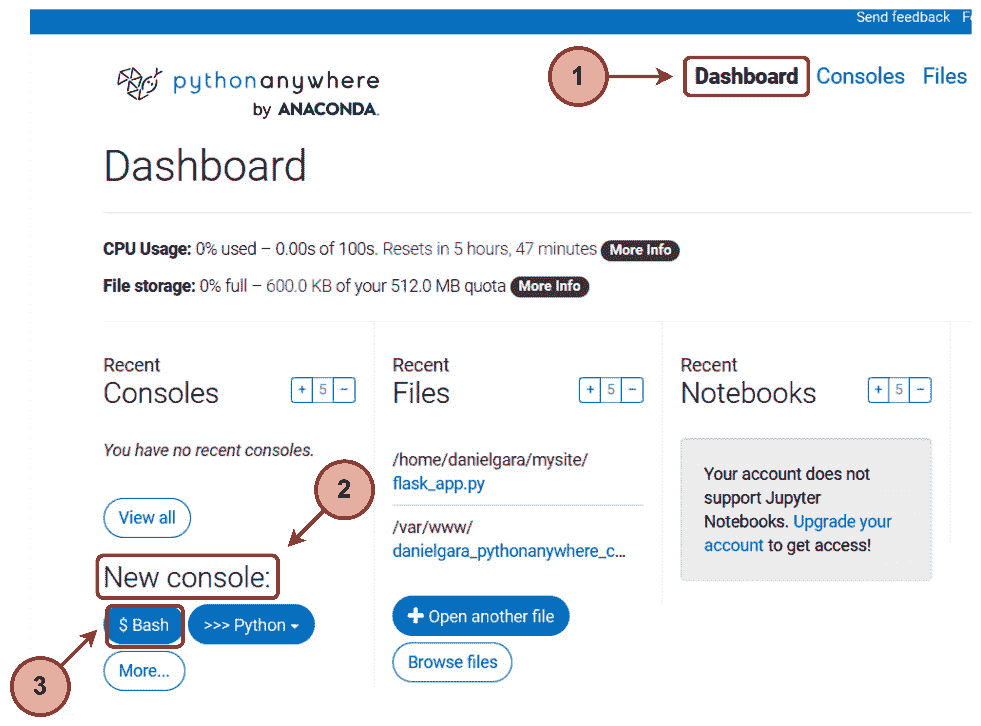 Send feedback
1
Dashboard Consoles Files
pythonanywhere
by ANACONDA.
Dashboard
CPU Usage: 0% used – 0.00s of 100s. Resets in 5 hours, 47 minutes More Info
File storage: 0% full – 600.0 KB of your 512.0 MB quota More Info
Recent
Consoles
+ 5 −
You have no recent consoles.
View all
2
New console:
$ Bash >>> Python
More...
3
Recent
Files
+ 5 −
/home/danielgara/mysite/
flask_app.py
/var/www/
danielgara_pythonanywhere_c...
+ Open another file
Browse files
Recent
Notebooks
+ 5 −
Your account does not
support Jupyter
Notebooks. Upgrade your
account to get access!